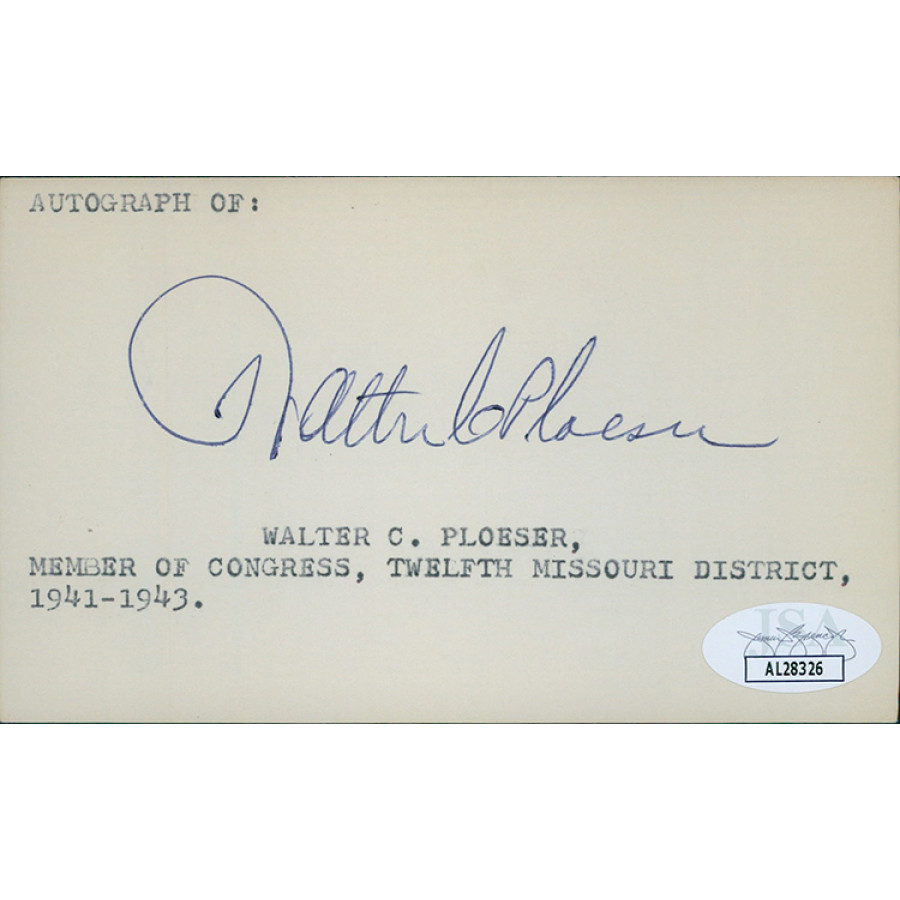 AUTOGRAPH OF:
Walter C Ploeser
WALTER C. PLOESER,
MEMBER OF CONGRESS, TWELFTH MISSOURI DISTRICT,
1941-1943.
JSA
AL28326